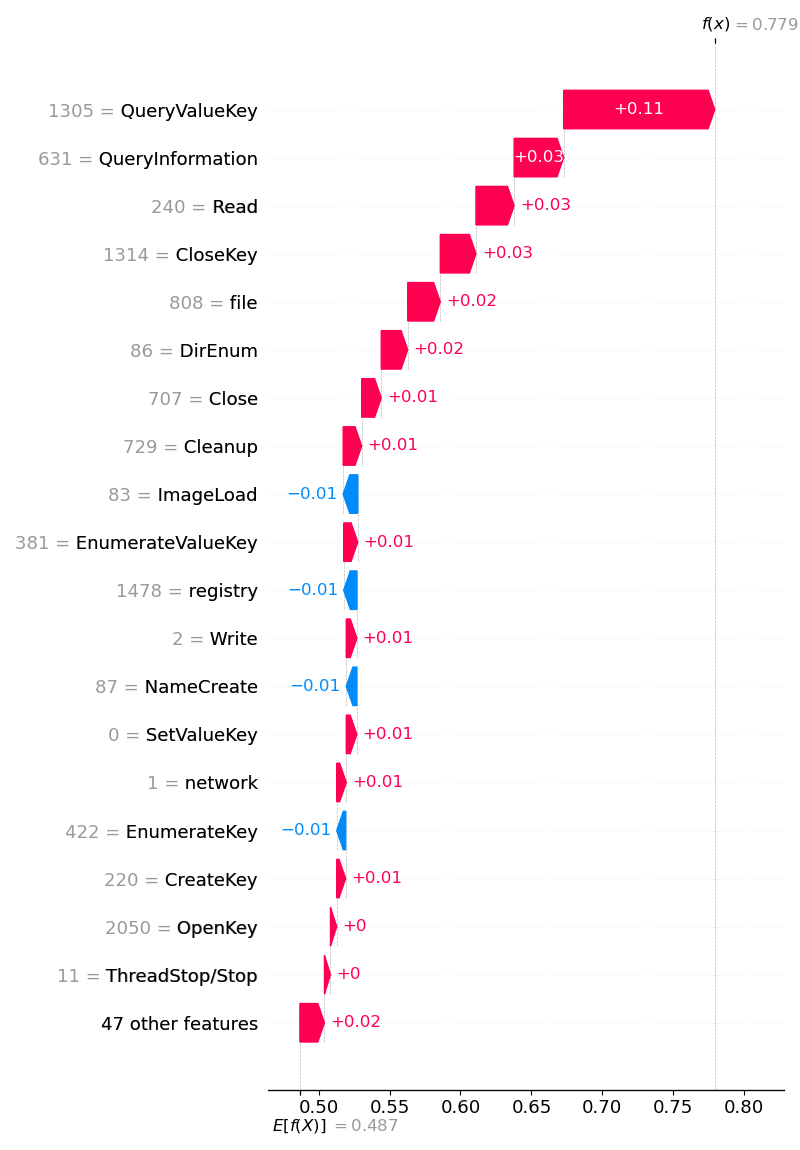 f(x) = 0.779
1305 = QueryValueKey +0.11
631 = QueryInformation +0.03
240 = Read +0.03
1314 = CloseKey +0.03
808 = file +0.02
86 = DirEnum +0.02
707 = Close +0.01
729 = Cleanup +0.01
83 = ImageLoad −0.01
381 = EnumerateValueKey +0.01
1478 = registry −0.01
2 = Write +0.01
87 = NameCreate −0.01
0 = SetValueKey +0.01
1 = network +0.01
422 = EnumerateKey −0.01
220 = CreateKey +0.01
2050 = OpenKey +0
11 = ThreadStop/Stop +0
47 other features +0.02
0.50 0.55 0.60 0.65 0.70 0.75 0.80
E[f(X)] = 0.487